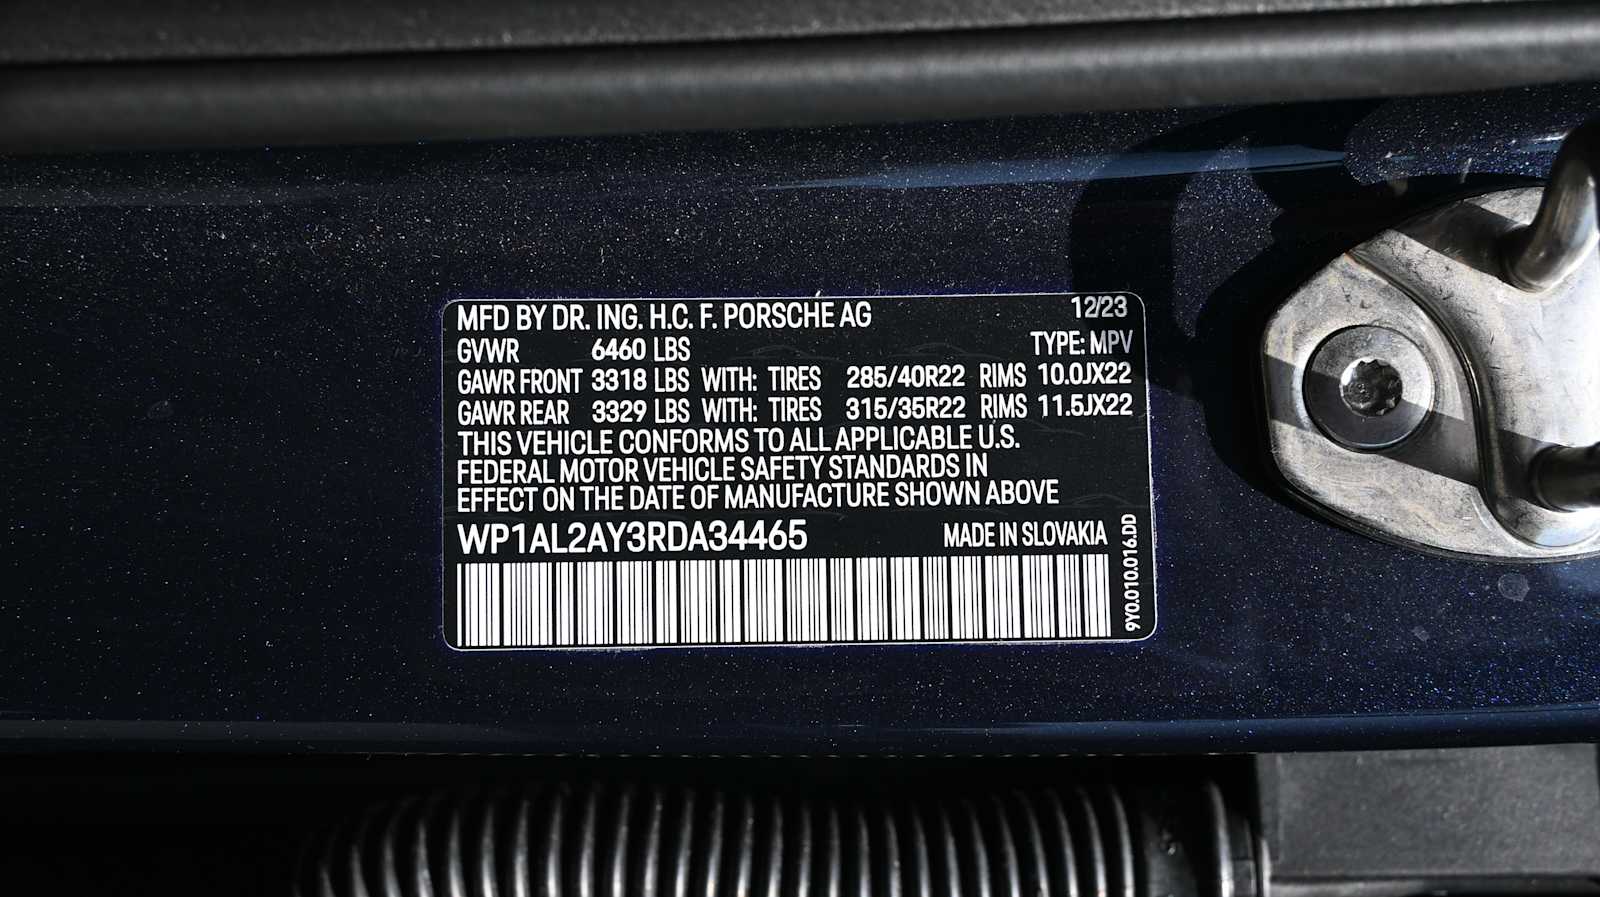 MFD BY DR. ING. H.C. F. PORSCHE AG 12/23
GVWR 6460 LBS TYPE: MPV
GAWR FRONT 3318 LBS WITH: TIRES 285/40R22 RIMS 10.0JX22
GAWR REAR 3329 LBS WITH: TIRES 315/35R22 RIMS 11.5JX22
THIS VEHICLE CONFORMS TO ALL APPLICABLE U.S.
FEDERAL MOTOR VEHICLE SAFETY STANDARDS IN
EFFECT ON THE DATE OF MANUFACTURE SHOWN ABOVE
WP1AL2AY3RDA34465 MADE IN SLOVAKIA
9Y0.010.016.DD